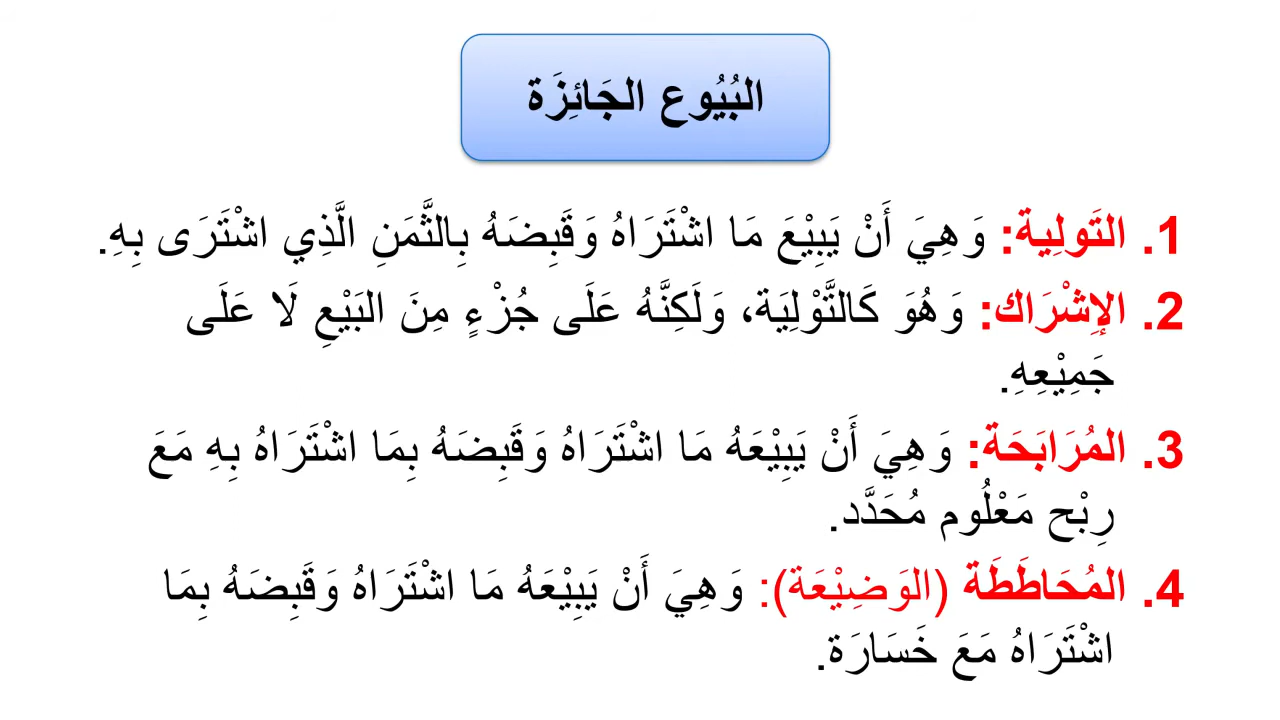 البُيُوع الجَائِزَة
1. التَولِية: وَهِيَ أَنْ يَبِيْعَ مَا اشْتَرَاهُ وَقَبِضَهُ بِالثَّمَنِ الَّذِي اشْتَرَى بِهِ.
2. الإِشْرَاك: وَهُوَ كَالتَّوْلِيَة، وَلَكِنَّهُ عَلَى جُزْءٍ مِنَ البَيْعِ لَا عَلَى
جَمِيْعِهِ.
3. المُرَابَحَة: وَهِيَ أَنْ يَبِيْعَهُ مَا اشْتَرَاهُ وَقَبِضَهُ بِمَا اشْتَرَاهُ بِهِ مَعَ
رِبْح مَعْلُوم مُحَدَّد.
4. المُحَاطَطَة (الوَضِيْعَة): وَهِيَ أَنْ يَبِيْعَهُ مَا اشْتَرَاهُ وَقَبِضَهُ بِمَا
اشْتَرَاهُ مَعَ خَسَارَة.